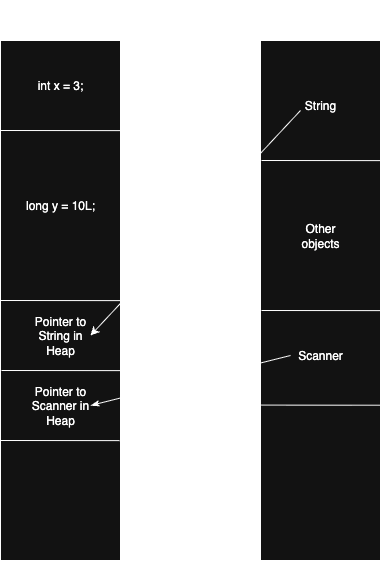 int x = 3;
long y = 10L;
Pointer to
String in
Heap
Pointer to
Scanner in
Heap
String
Other
objects
Scanner